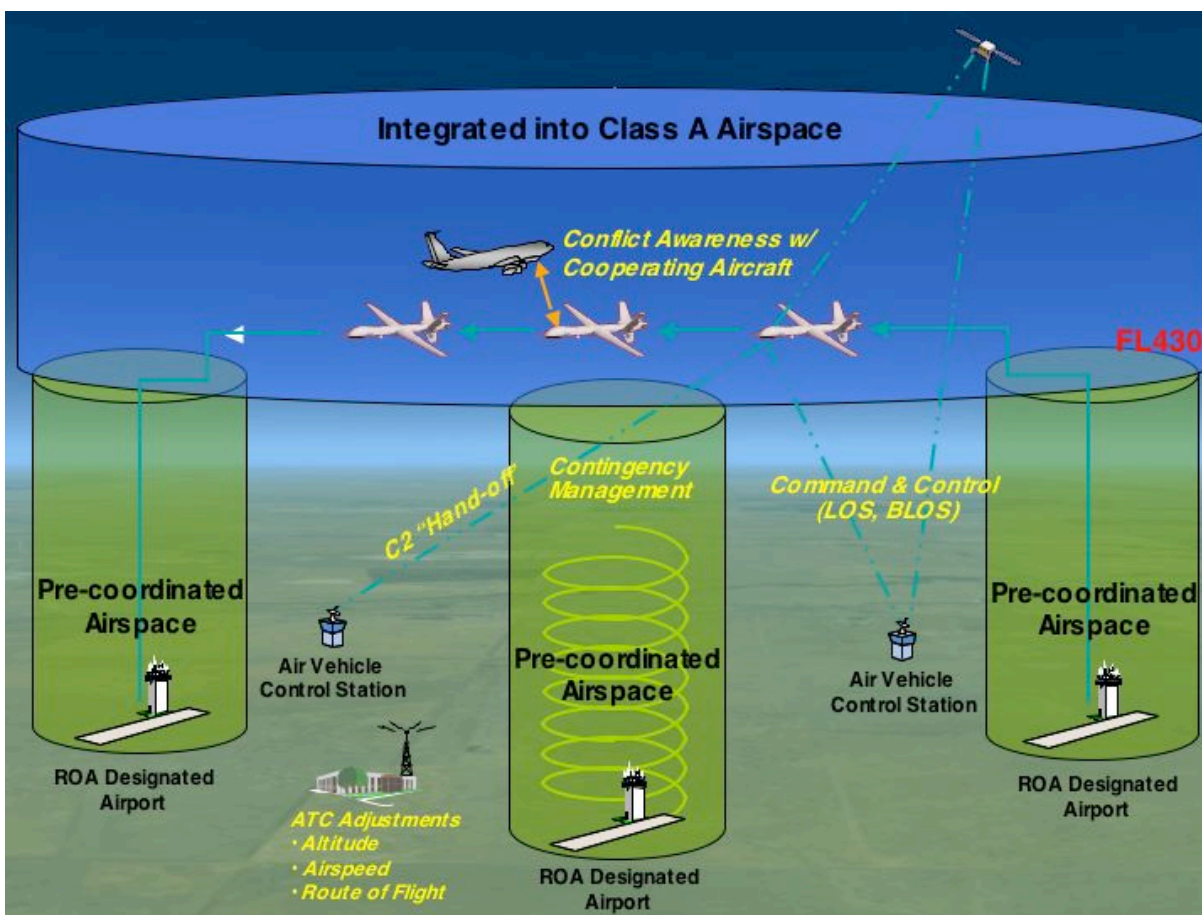 Integrated into Class A Airspace
Conflict Awareness w/
Cooperating Aircraft
FL430
C2 “Hand-off”
Contingency
Management
Command & Control
(LOS, BLOS)
Pre-coordinated
Airspace
Air Vehicle
Control Station
Pre-coordinated
Airspace
Air Vehicle
Control Station
Pre-coordinated
Airspace
ROA Designated
Airport
ATC Adjustments
• Altitude
• Airspeed
• Route of Flight
ROA Designated
Airport
ROA Designated
Airport